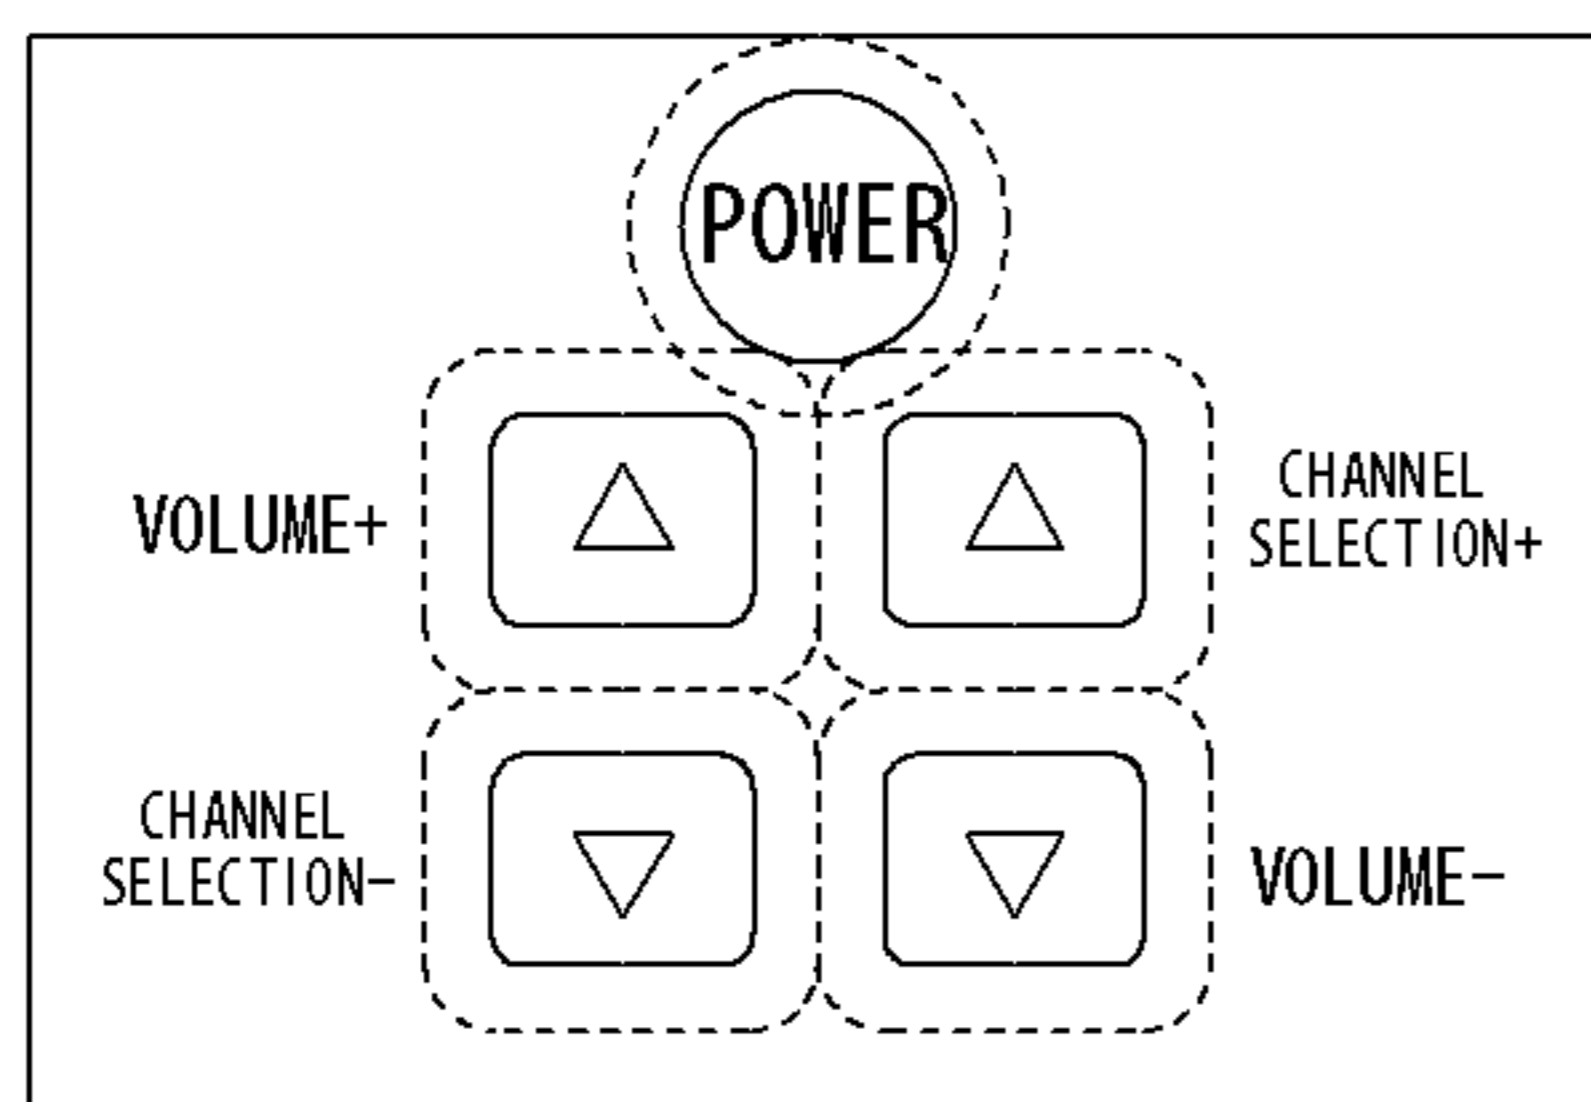 POWER
VOLUME+
CHANNEL
SELECTION+
CHANNEL
SELECTION-
VOLUME-